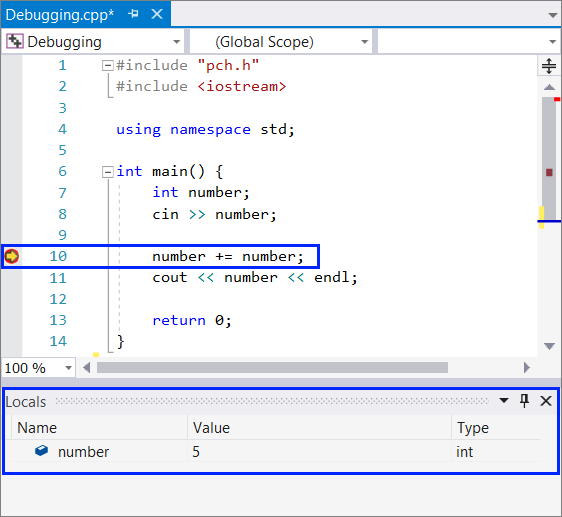 Debugging.cpp*
Debugging (Global Scope)
1 #include "pch.h"
2 #include <iostream>
3
4 using namespace std;
5
6 int main() {
7 int number;
8 cin >> number;
9
10 number += number;
11 cout << number << endl;
12
13 return 0;
14 }
100 %
Locals
Name Value Type
number 5 int